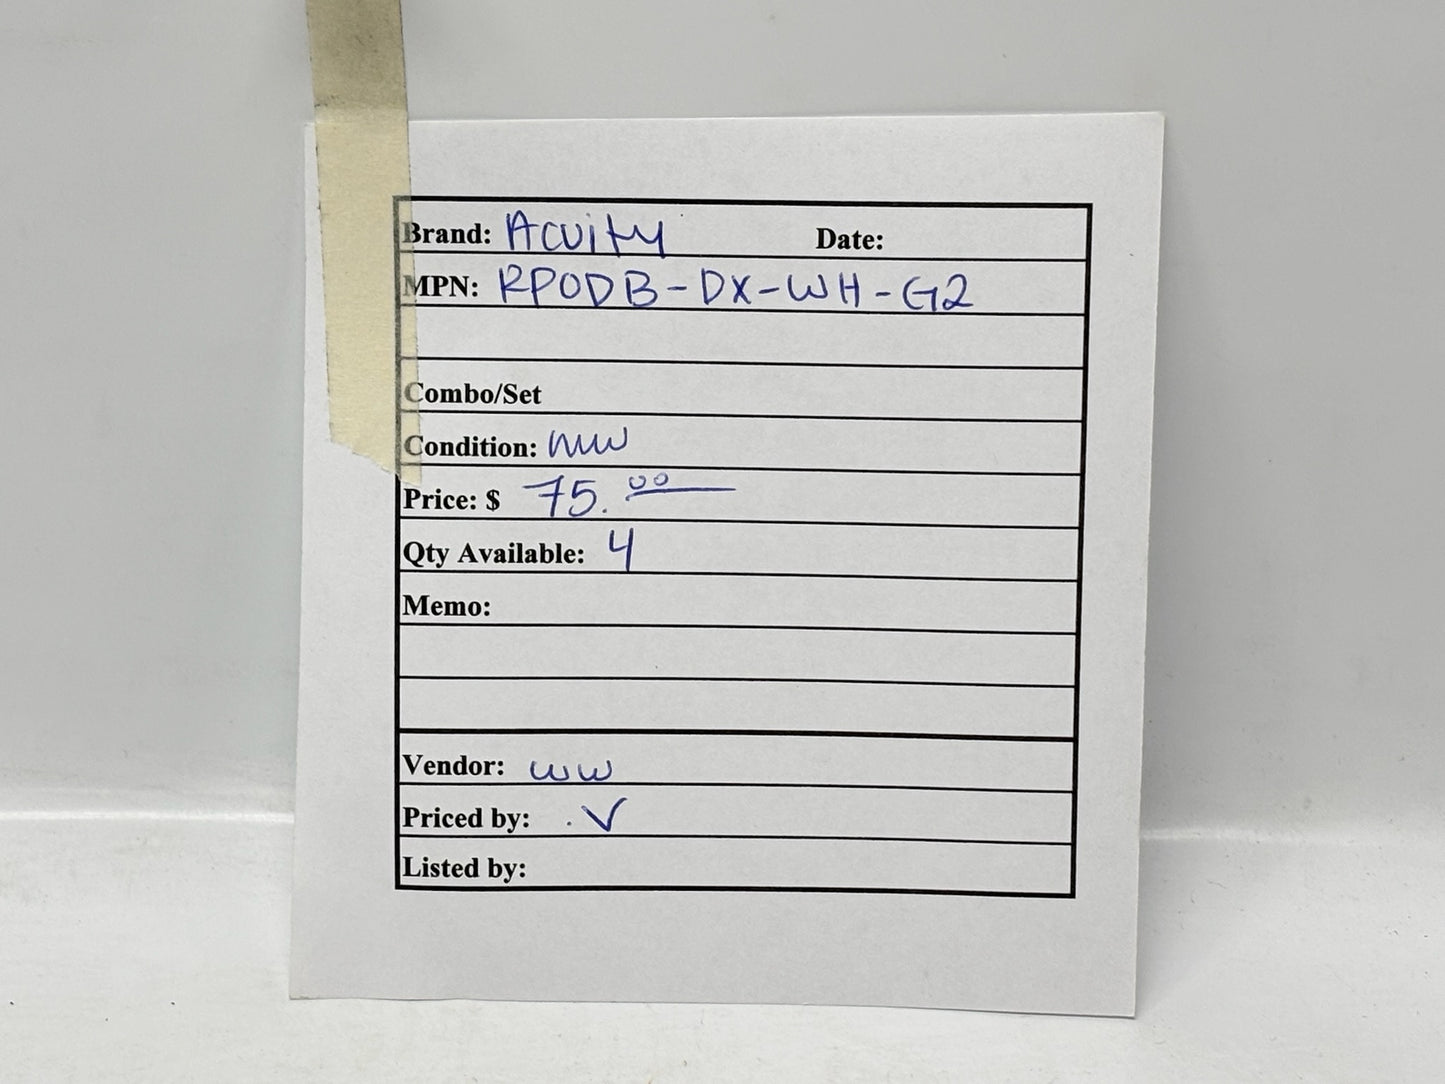 Brand: Acuity Date:
MPN: RPODB-DX-WH-G2
Combo/Set
Condition:
Price: $ 75.00
Qty Available: 4
Memo:
Vendor: WW
Priced by: . V
Listed by: